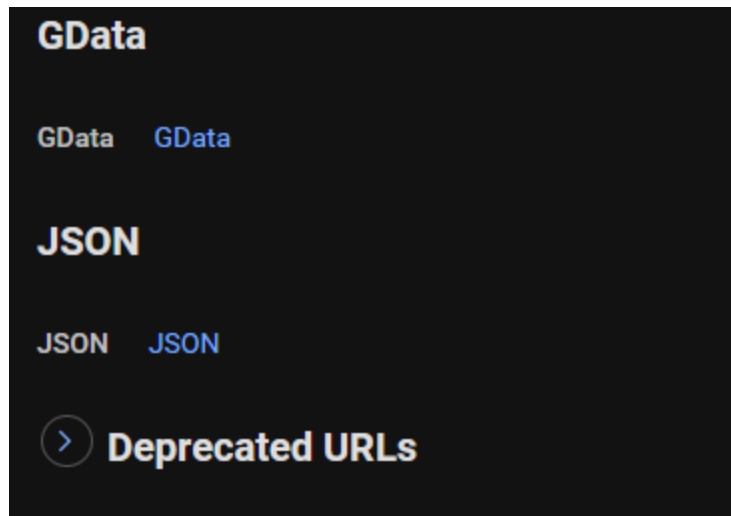 GData
GData GData
JSON
JSON JSON
Deprecated URLs